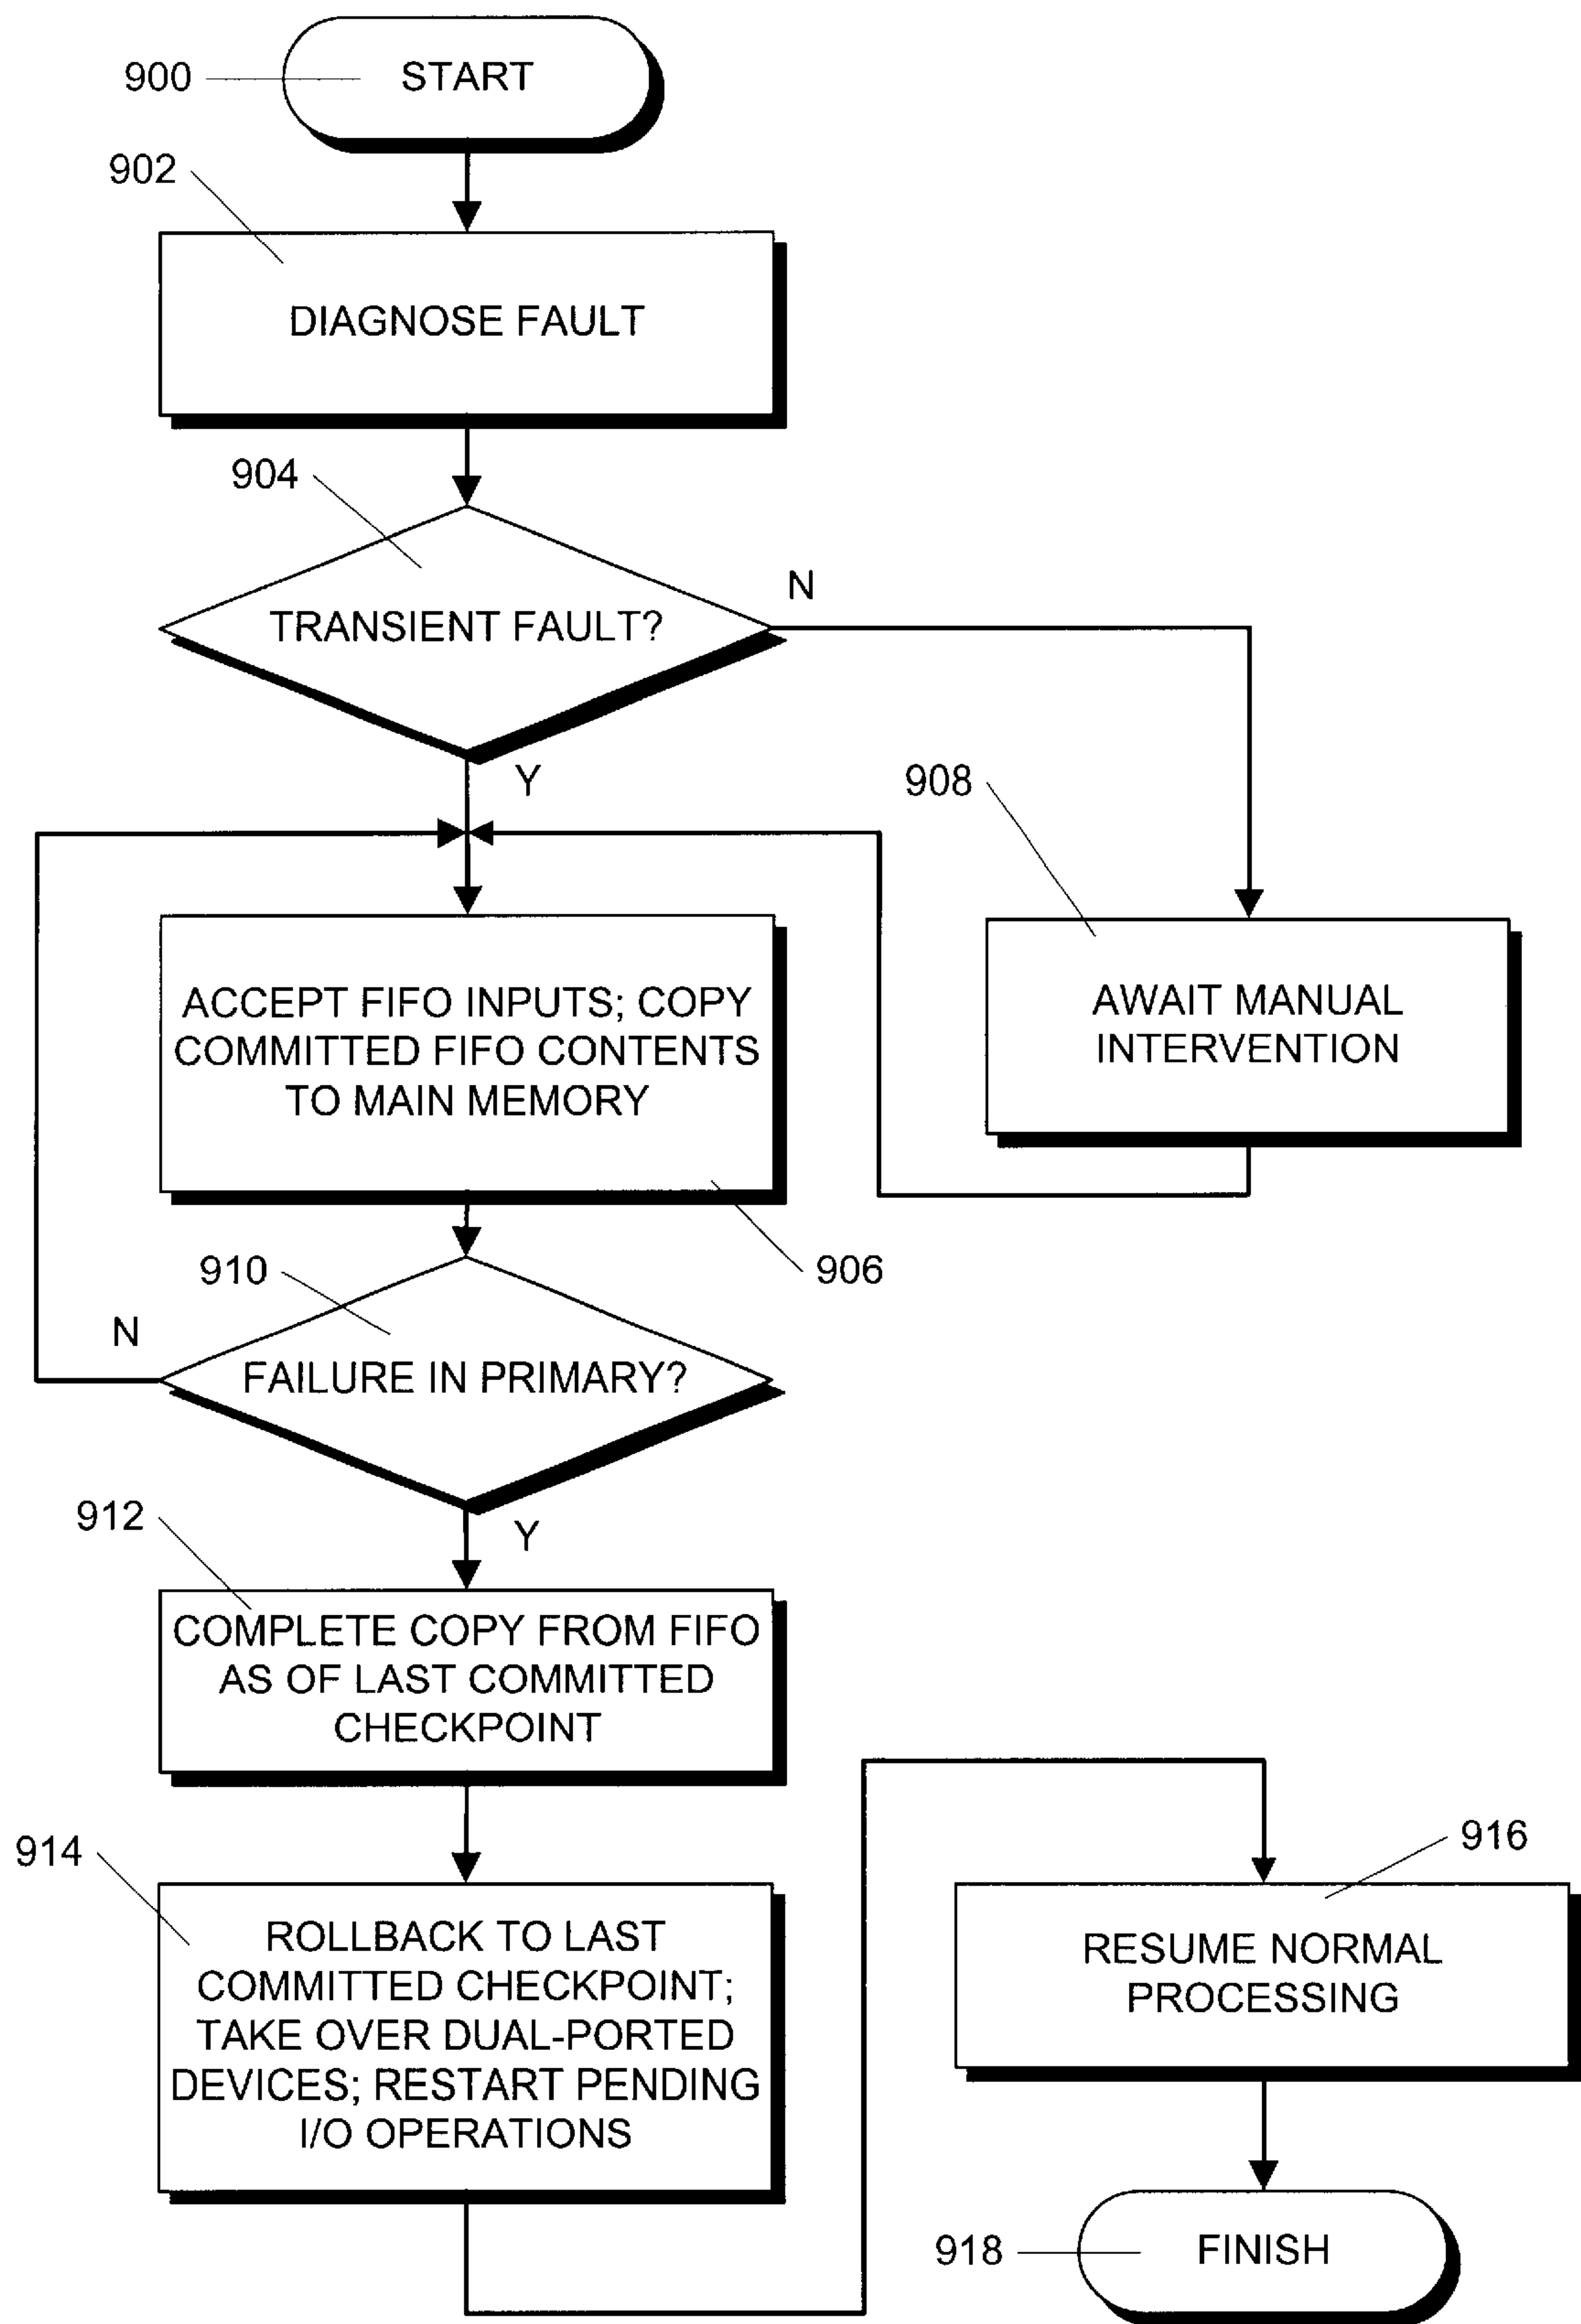 900
START
902
DIAGNOSE FAULT
904
TRANSIENT FAULT?
N
Y
908
ACCEPT FIFO INPUTS; COPY
COMMITTED FIFO CONTENTS
TO MAIN MEMORY
AWAIT MANUAL
INTERVENTION
906
910
N
FAILURE IN PRIMARY?
Y
912
COMPLETE COPY FROM FIFO
AS OF LAST COMMITTED
CHECKPOINT
914
ROLLBACK TO LAST
COMMITTED CHECKPOINT;
TAKE OVER DUAL-PORTED
DEVICES; RESTART PENDING
I/O OPERATIONS
916
RESUME NORMAL
PROCESSING
918
FINISH